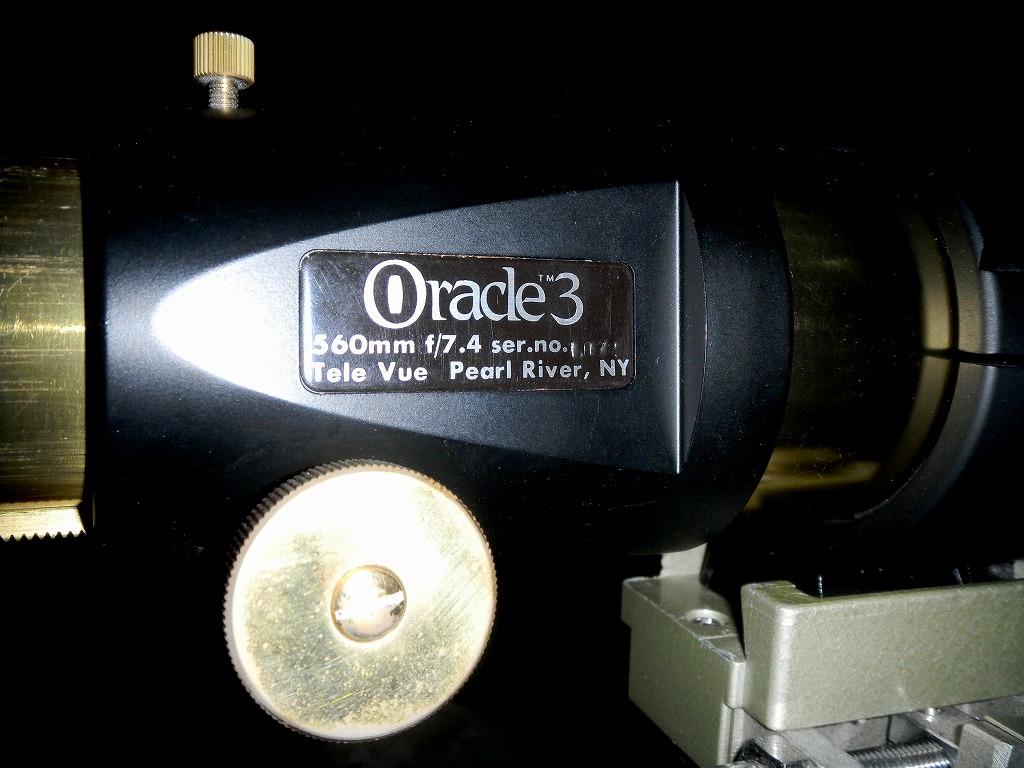 Oracle™3
560mm f/7.4 ser.no.
Tele Vue Pearl River, NY